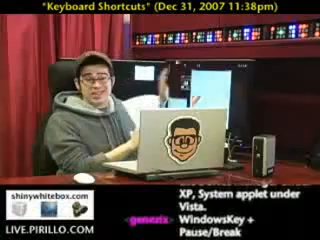 "Keyboard Shortcuts" (Dec 31, 2007 11:38pm)
shinywhitebox.com
LIVE.PIRILLO.COM
XP, System applet under
Vista.
<genezix> WindowsKey +
Pause/Break